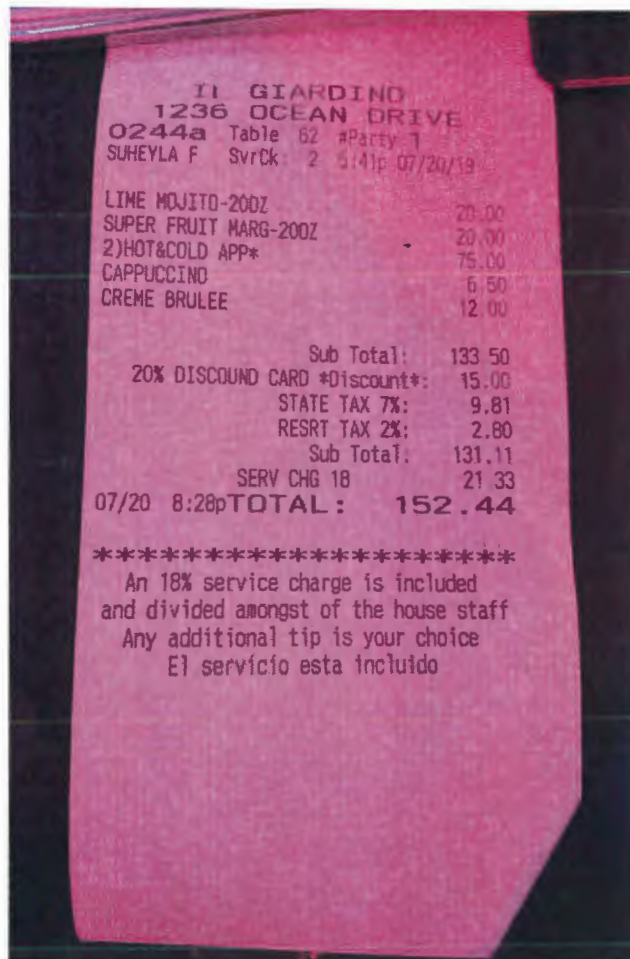 IL GIARDINO
1236 OCEAN DRIVE
0244a Table 62 #Party 1
SUHEYLA F SvrCk: 2 5:41p 07/20/19
LIME MOJITO-20OZ 20.00
SUPER FRUIT MARG-20OZ 20.00
2)HOT&COLD APP* 75.00
CAPPUCCINO 6.50
CREME BRULEE 12.00
Sub Total: 133.50
20% DISCOUND CARD *Discount*: 15.00
STATE TAX 7%: 9.81
RESRT TAX 2%: 2.80
Sub Total: 131.11
SERV CHG 18 21.33
07/20 8:28pTOTAL: 152.44
********************
An 18% service charge is included
and divided amongst of the house staff
Any additional tip is your choice
El servicio esta incluido